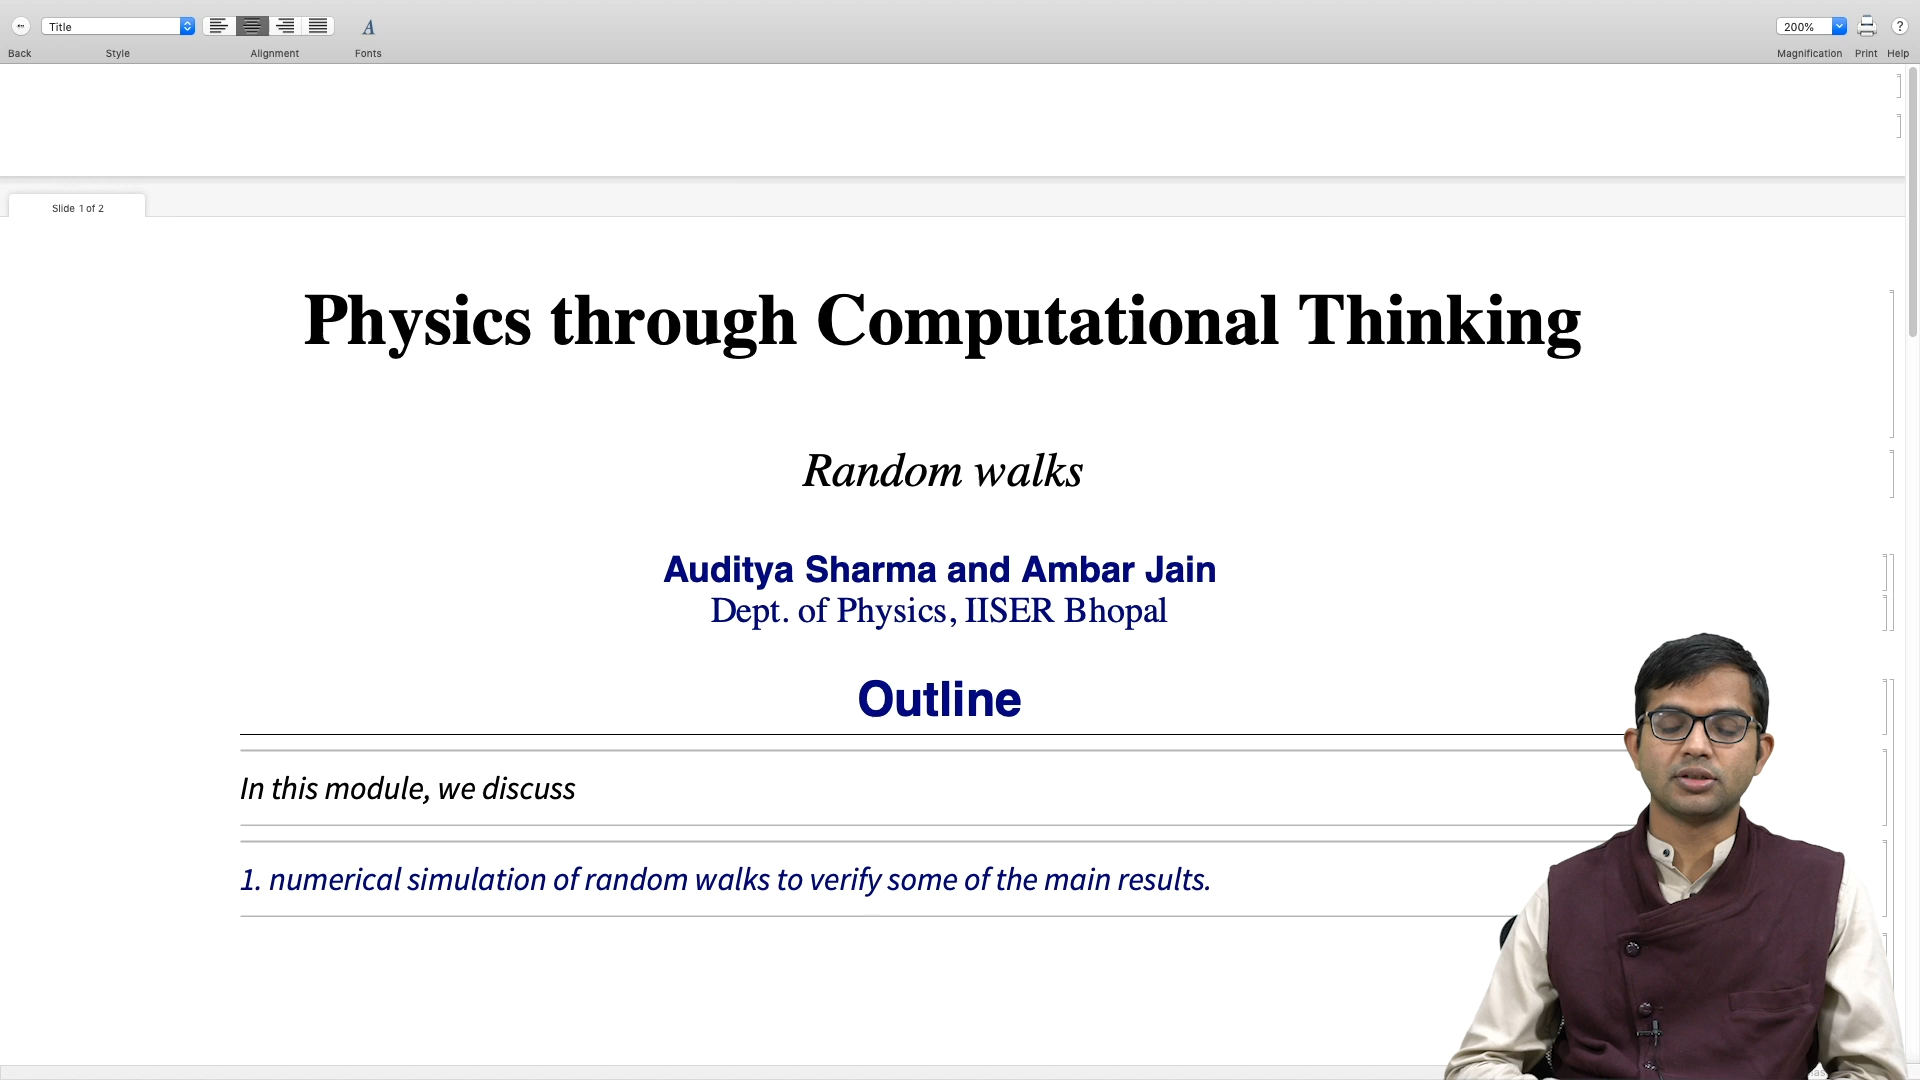 Title
200%
Back
Style
Alignment
Fonts
Magnification
Print
Help
Slide 1 of 2
Physics through Computational Thinking
Random walks
Auditya Sharma and Ambar Jain
Dept. of Physics, IISER Bhopal
Outline
In this module, we discuss
1. numerical simulation of random walks to verify some of the main results.